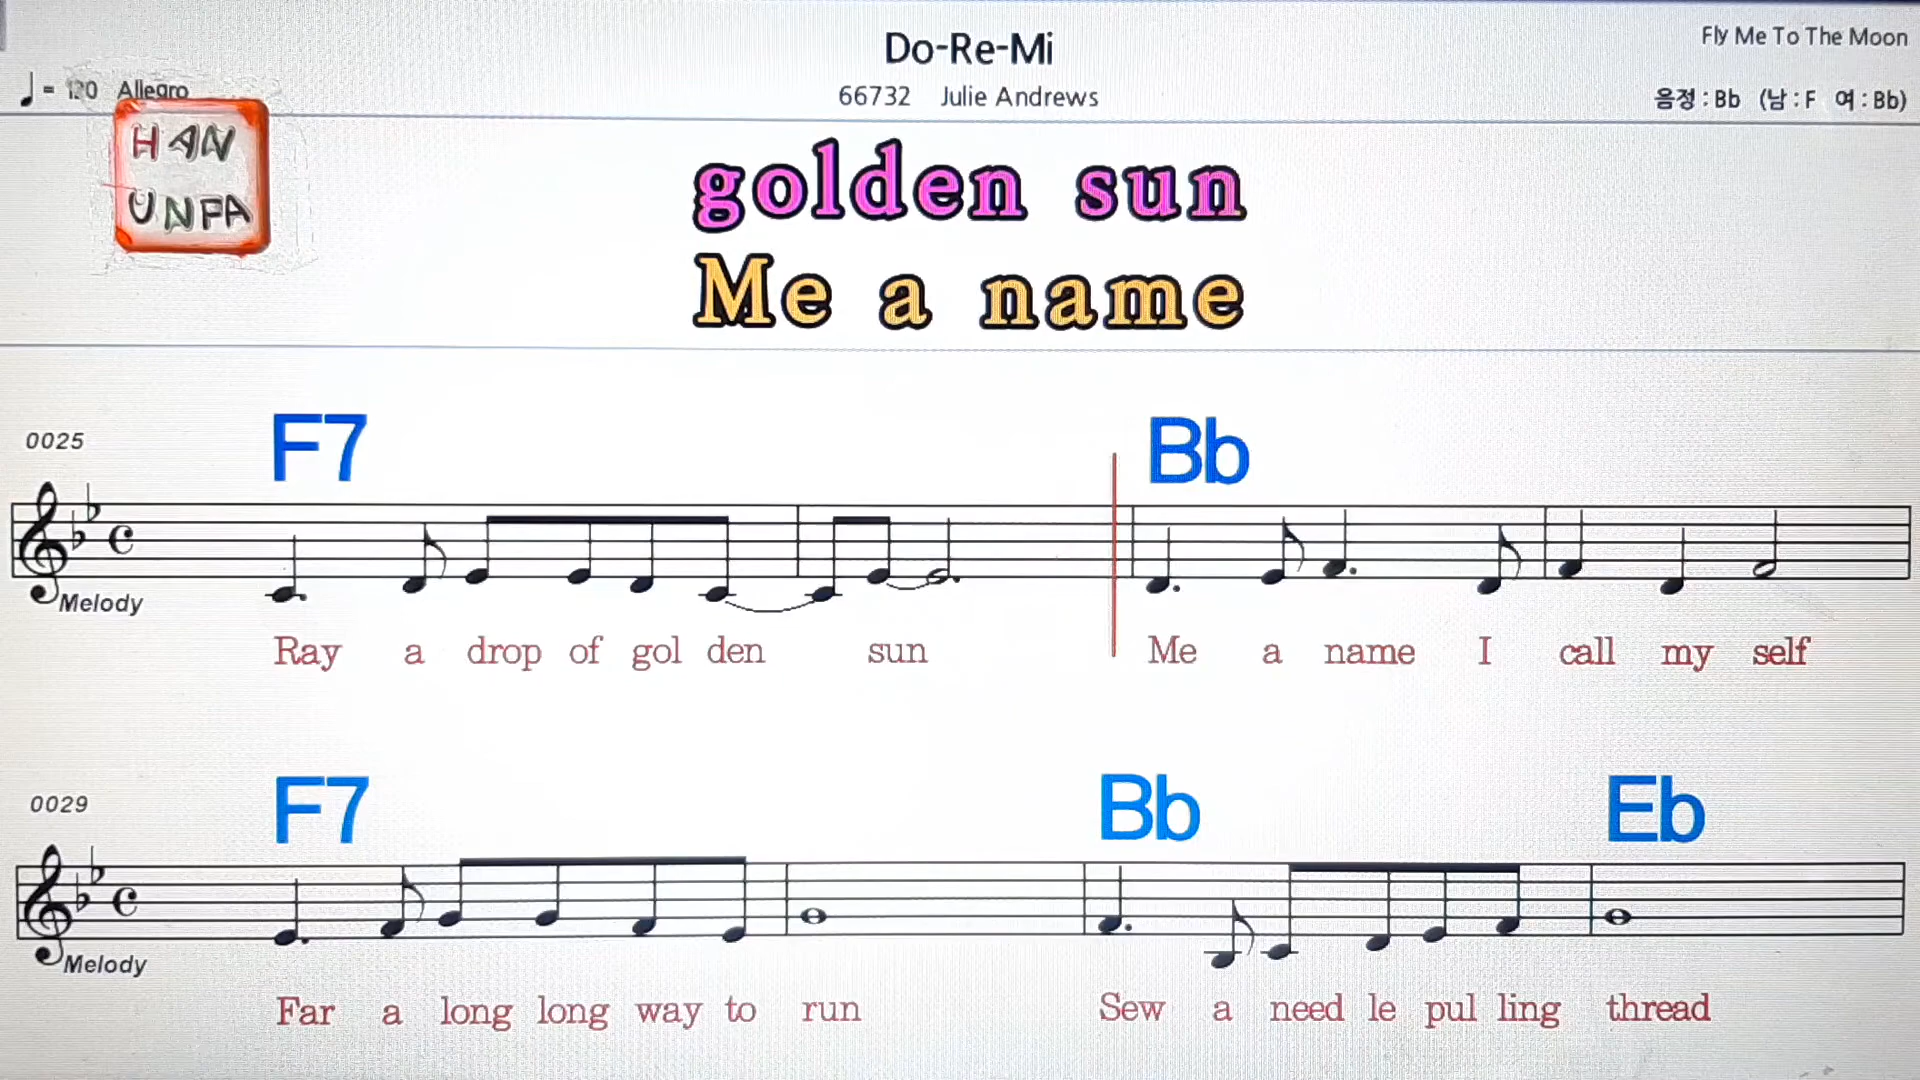 Do-Re-Mi
Fly Me To The Moon
♩ = 120 Allegro
66732 Julie Andrews
음정 : Bb (남 : F 여 : Bb)
HAN
UNPA
golden sun
Me a name
0025
F7 Bb
Melody
Ray a drop of gol den sun Me a name I call my self
0029
F7 Bb Eb
Melody
Far a long long way to run Sew a need le pul ling thread